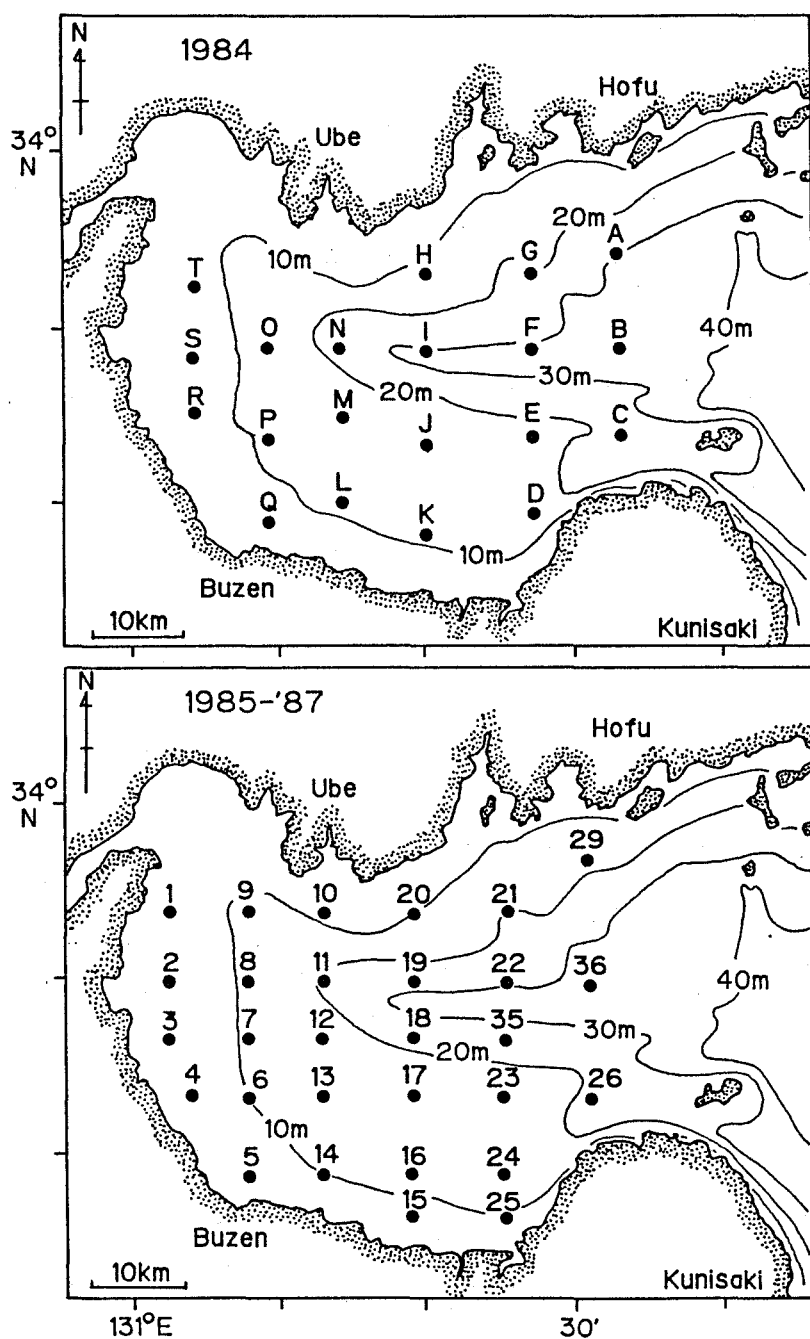 N
1984
Hofu
34°
N
Ube
20m
A
10m
H
G
T
40m
O
N
I
F
B
S
30m
R
20m
M
P
J
E
C
L
D
Q
K
10m
Buzen
10km
Kunisaki
N
1985-'87
Hofu
34°
N
Ube
29
1
9
10
20
21
2
8
11
19
22
36
40m
3
7
12
18
35
30m
20m
4
6
13
17
23
26
10m
5
14
16
24
15
25
Buzen
10km
Kunisaki
131°E
30'